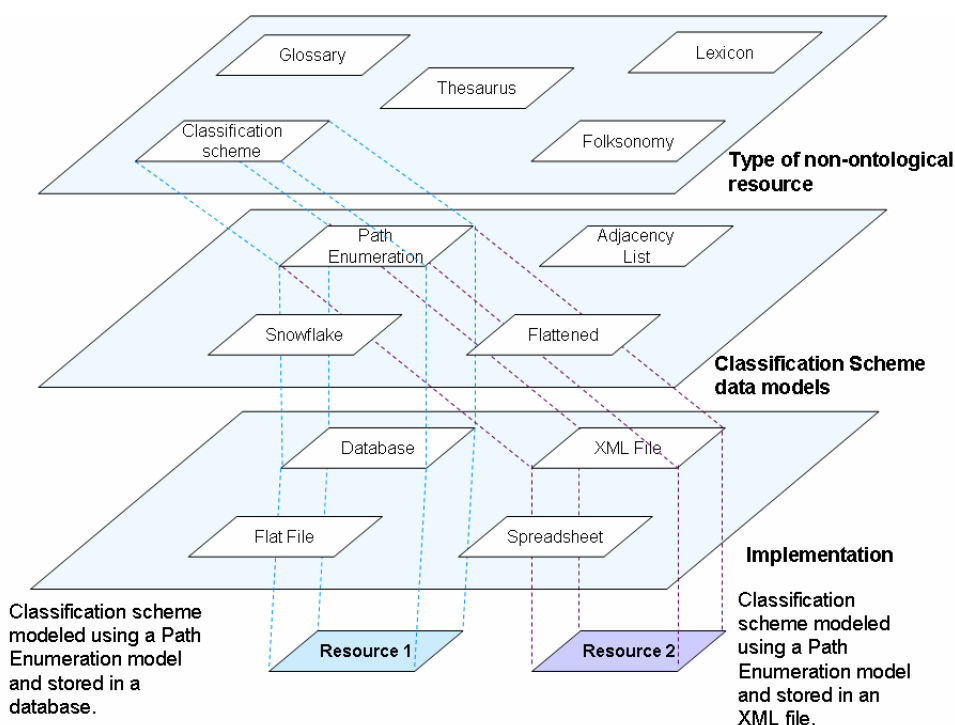 Glossary
Lexicon
Thesaurus
Classification
scheme
Folksonomy
Type of non-ontological
resource
Path
Enumeration
Adjacency
List
Snowflake
Flattened
Classification Scheme
data models
Database
XML File
Flat File
Spreadsheet
Implementation
Classification scheme
modeled using a Path
Enumeration model
and stored in a
database.
Resource 1
Resource 2
Classification
scheme modeled
using a Path
Enumeration model
and stored in an
XML file.